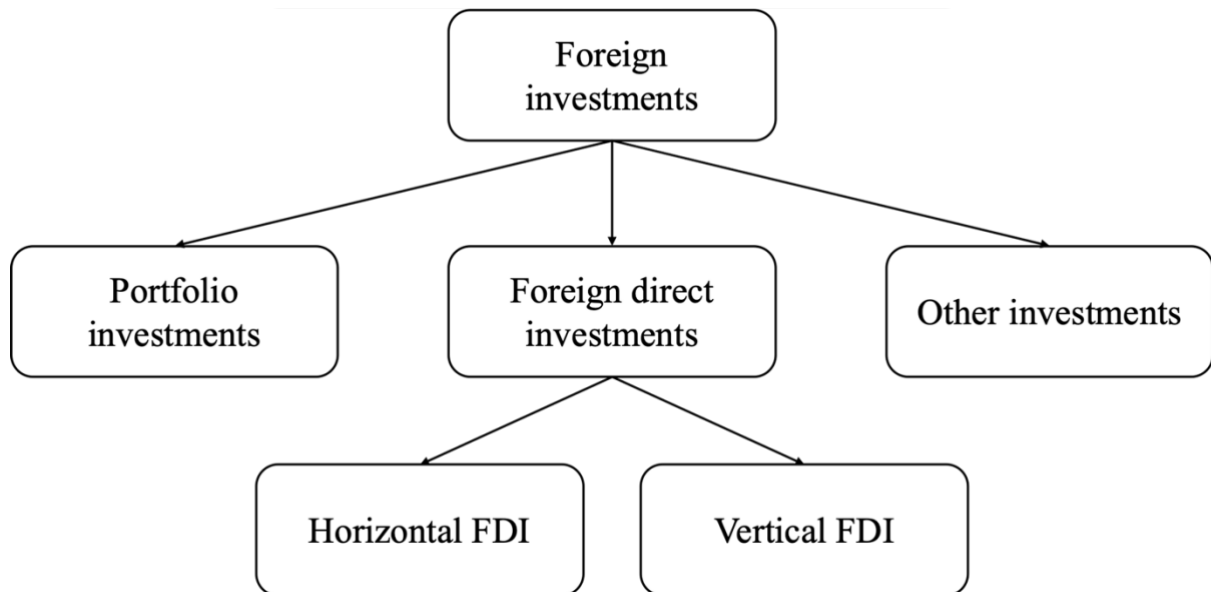 Foreign
investments
Portfolio
investments
Foreign direct
investments
Other investments
Horizontal FDI
Vertical FDI